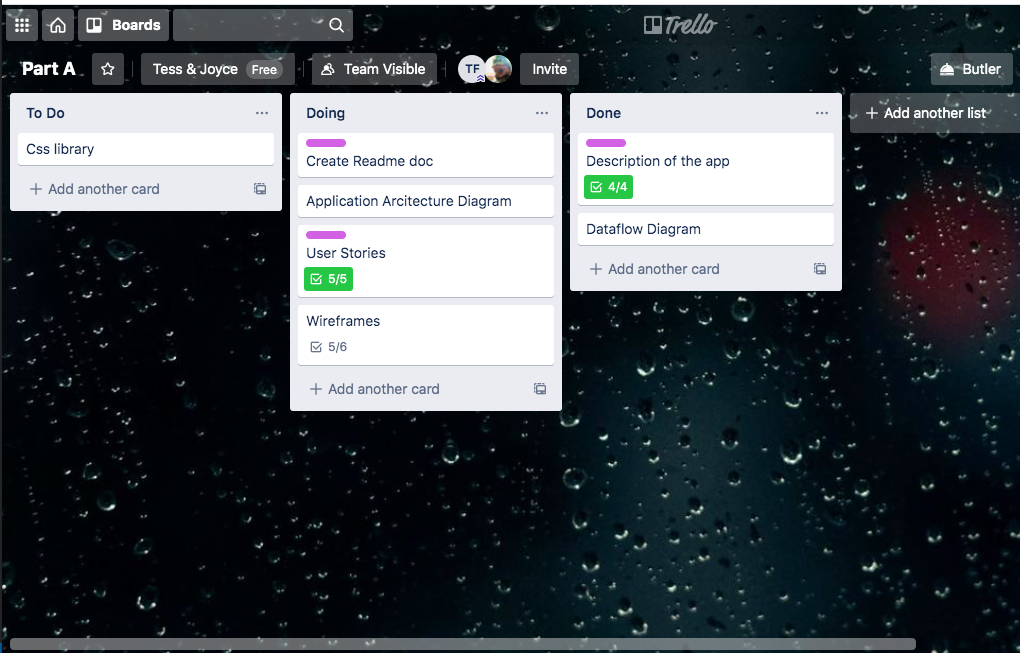 Boards
Trello
Part A
Tess & Joyce Free
Team Visible
TF
Invite
Butler
To Do
Css library
+ Add another card
Doing
Create Readme doc
Application Arcitecture Diagram
User Stories
5/5
Wireframes
5/6
+ Add another card
Done
Description of the app
4/4
Dataflow Diagram
+ Add another card
+ Add another list